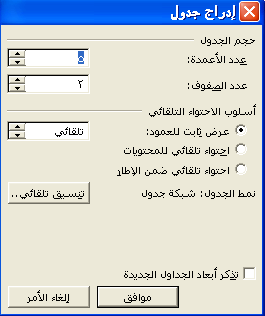 إدراج جدول
حجم الجدول
عدد الأعمدة: ٥
عدد الصفوف: ٢
أسلوب الاحتواء التلقائي
عرض ثابت للعمود: تلقائي
احتواء تلقائي للمحتويات
احتواء تلقائي ضمن الإطار
نمط الجدول: شبكة جدول تنسيق تلقائي..
تذكر أبعاد الجداول الجديدة
موافق إلغاء الأمر